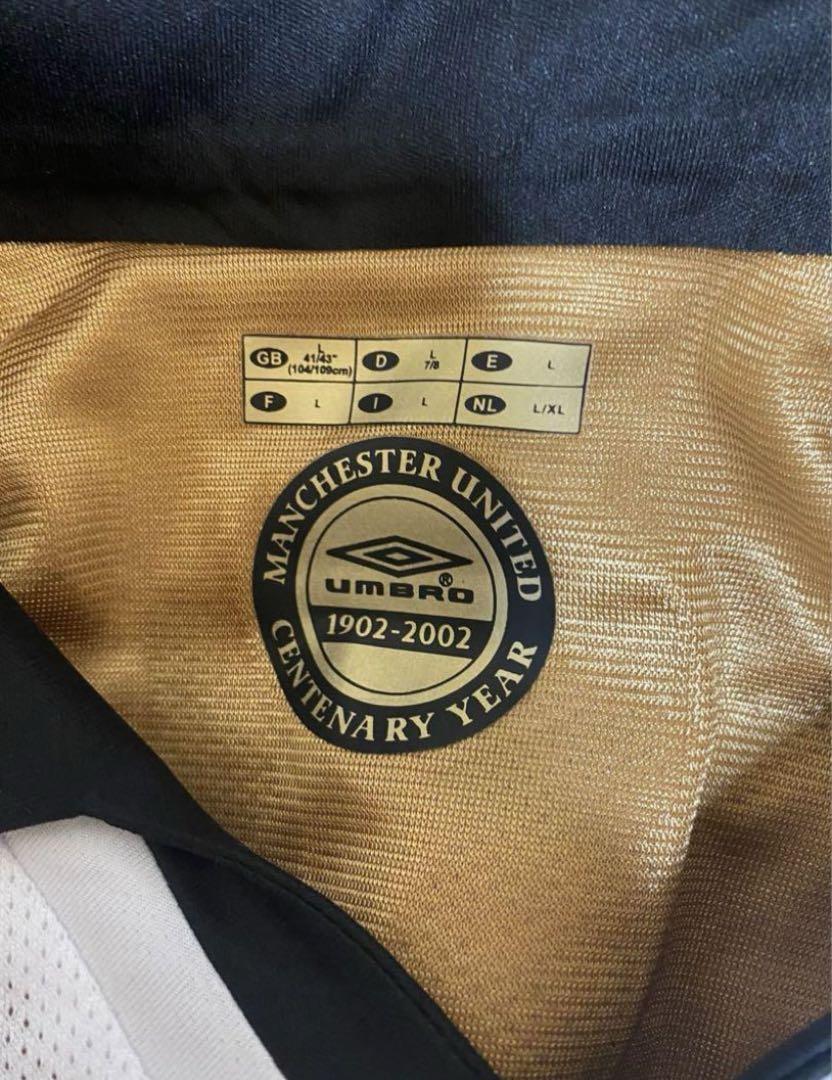 GB L 41/43" (104/109cm) D L 7/8 E L
F L I L NL L/XL
MANCHESTER UNITED
UMBRO®
1902-2002
CENTENARY YEAR